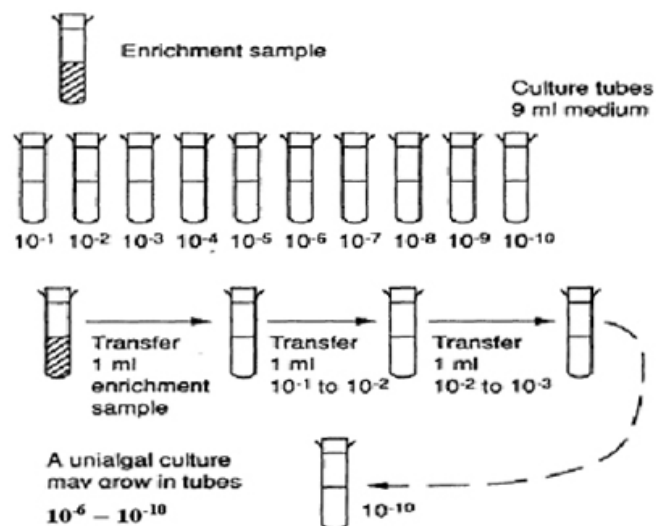 Enrichment sample
Culture tubes
9 ml medium
10⁻¹ 10⁻² 10⁻³ 10⁻⁴ 10⁻⁵ 10⁻⁶ 10⁻⁷ 10⁻⁸ 10⁻⁹ 10⁻¹⁰
Transfer
1 ml
enrichment
sample
Transfer
1 ml
10⁻¹ to 10⁻²
Transfer
1 ml
10⁻² to 10⁻³
A unialgal culture
may grow in tubes
10⁻⁶ – 10⁻¹⁰
10⁻¹⁰